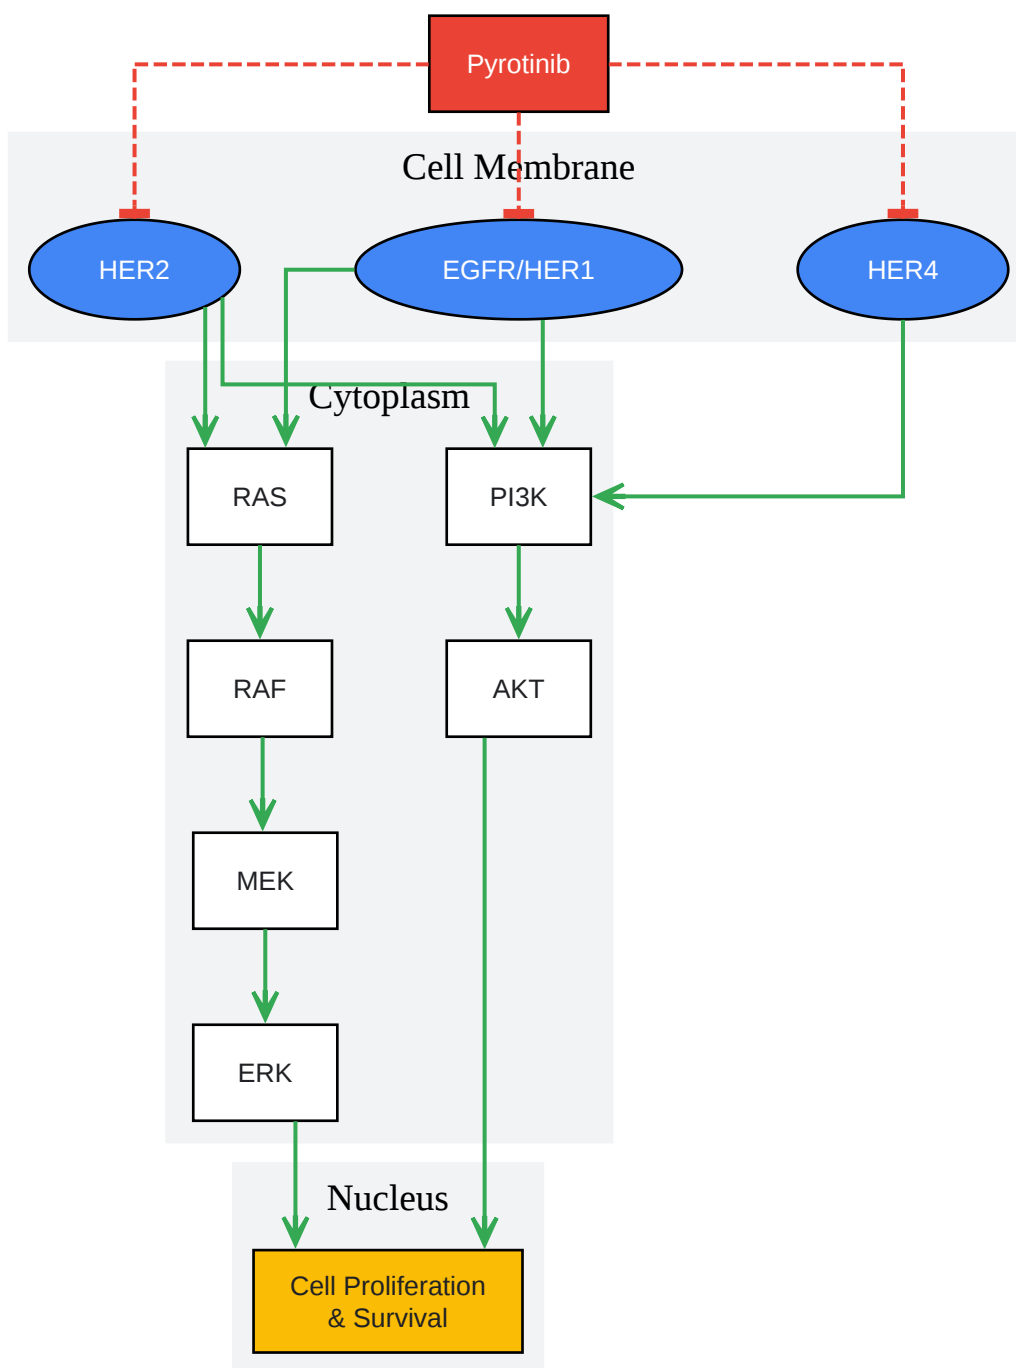 Pyrotinib
Cell Membrane
HER2
EGFR/HER1
HER4
Cytoplasm
RAS
PI3K
RAF
AKT
MEK
ERK
Nucleus
Cell Proliferation
& Survival